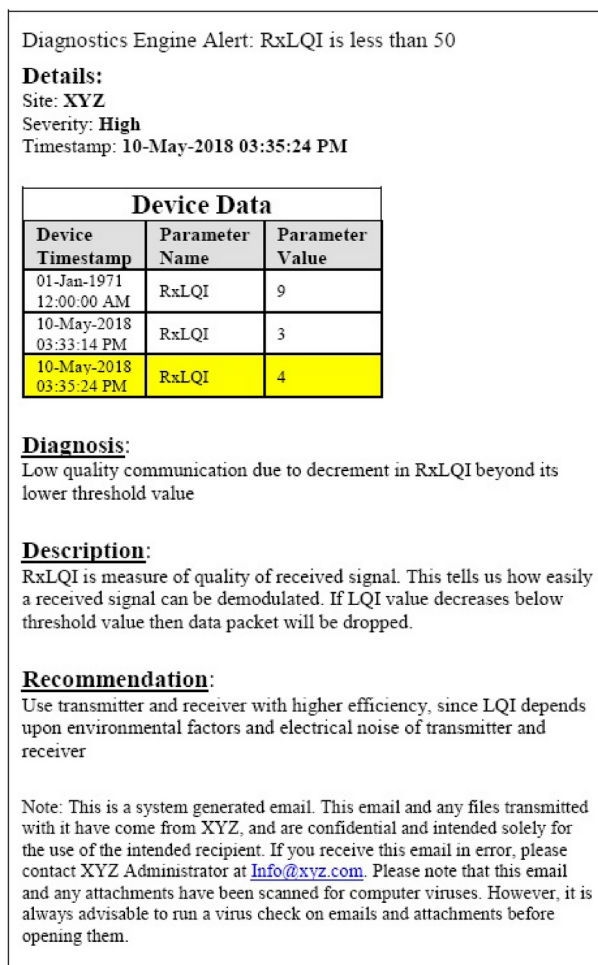 Diagnostics Engine Alert: RxLQI is less than 50
Details:
Site: XYZ
Severity: High
Timestamp: 10-May-2018 03:35:24 PM
Device Data
Device Timestamp Parameter Name Parameter Value
01-Jan-1971 12:00:00 AM RxLQI 9
10-May-2018 03:33:14 PM RxLQI 3
10-May-2018 03:35:24 PM RxLQI 4
Diagnosis:
Low quality communication due to decrement in RxLQI beyond its
lower threshold value
Description:
RxLQI is measure of quality of received signal. This tells us how easily
a received signal can be demodulated. If LQI value decreases below
threshold value then data packet will be dropped.
Recommendation:
Use transmitter and receiver with higher efficiency, since LQI depends
upon environmental factors and electrical noise of transmitter and
receiver
Note: This is a system generated email. This email and any files transmitted
with it have come from XYZ, and are confidential and intended solely for
the use of the intended recipient. If you receive this email in error, please
contact XYZ Administrator at Info@xyz.com. Please note that this email
and any attachments have been scanned for computer viruses. However, it is
always advisable to run a virus check on emails and attachments before
opening them.